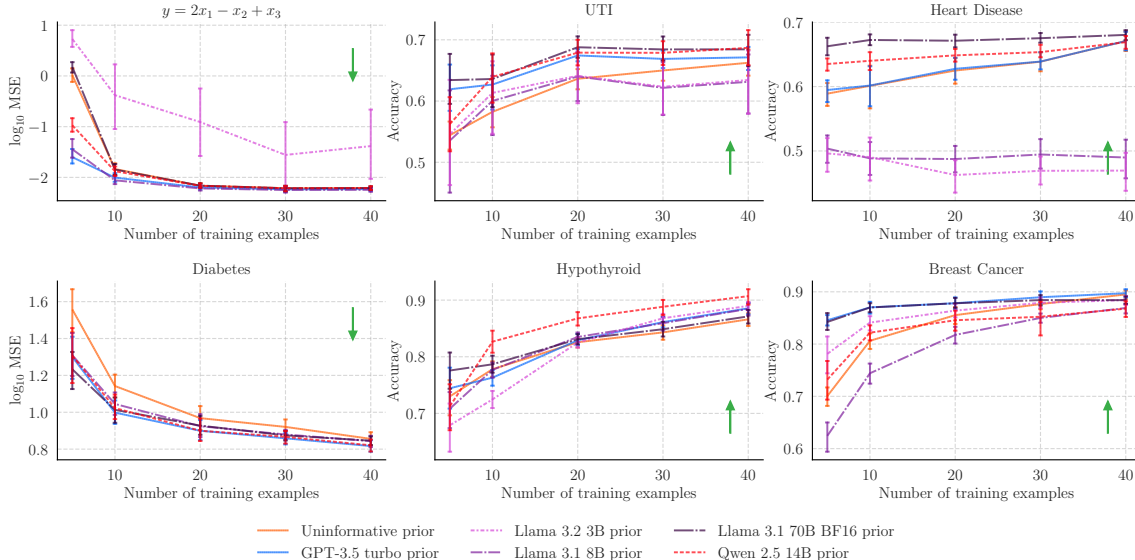 y = 2x₁ − x₂ + x₃
UTI
Heart Disease
log₁₀ MSE
1
0
−1
−2
10
20
30
40
Number of training examples
Accuracy
0.7
0.6
0.5
10
20
30
40
Number of training examples
Accuracy
0.7
0.6
0.5
10
20
30
40
Number of training examples
Diabetes
Hypothyroid
Breast Cancer
log₁₀ MSE
1.6
1.4
1.2
1.0
0.8
10
20
30
40
Number of training examples
Accuracy
0.9
0.8
0.7
10
20
30
40
Number of training examples
Accuracy
0.9
0.8
0.7
0.6
10
20
30
40
Number of training examples
Uninformative prior
GPT-3.5 turbo prior
Llama 3.2 3B prior
Llama 3.1 8B prior
Llama 3.1 70B BF16 prior
Qwen 2.5 14B prior